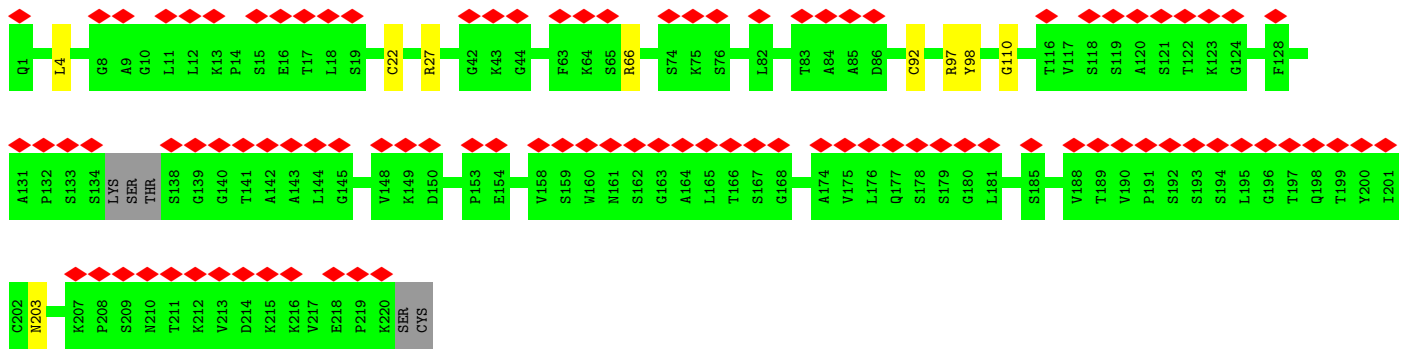 Q1 L4 G8 A9 G10 L11 L12 K13 P14 S15 E16 T17 L18 S19 C22 R27 G42 K43 G44 F63 K64 S65 R66 S74 K75 S76 L82 T83 A84 A85 D86 C92 R97 Y98 G110 T116 V117 S118 S119 A120 S121 T122 K123 G124 F128
A131 P132 S133 S134 LYS SER THR S138 G139 G140 T141 A142 A143 L144 G145 V148 K149 D150 P153 E154 V158 S159 W160 N161 S162 G163 A164 L165 T166 S167 G168 A174 V175 L176 Q177 S178 S179 G180 L181 S185 V188 T189 V190 P191 S192 S193 S194 L195 G196 T197 Q198 T199 Y200 I201
C202 N203 K207 P208 S209 N210 T211 K212 V213 D214 K215 K216 V217 E218 P219 K220 SER CYS